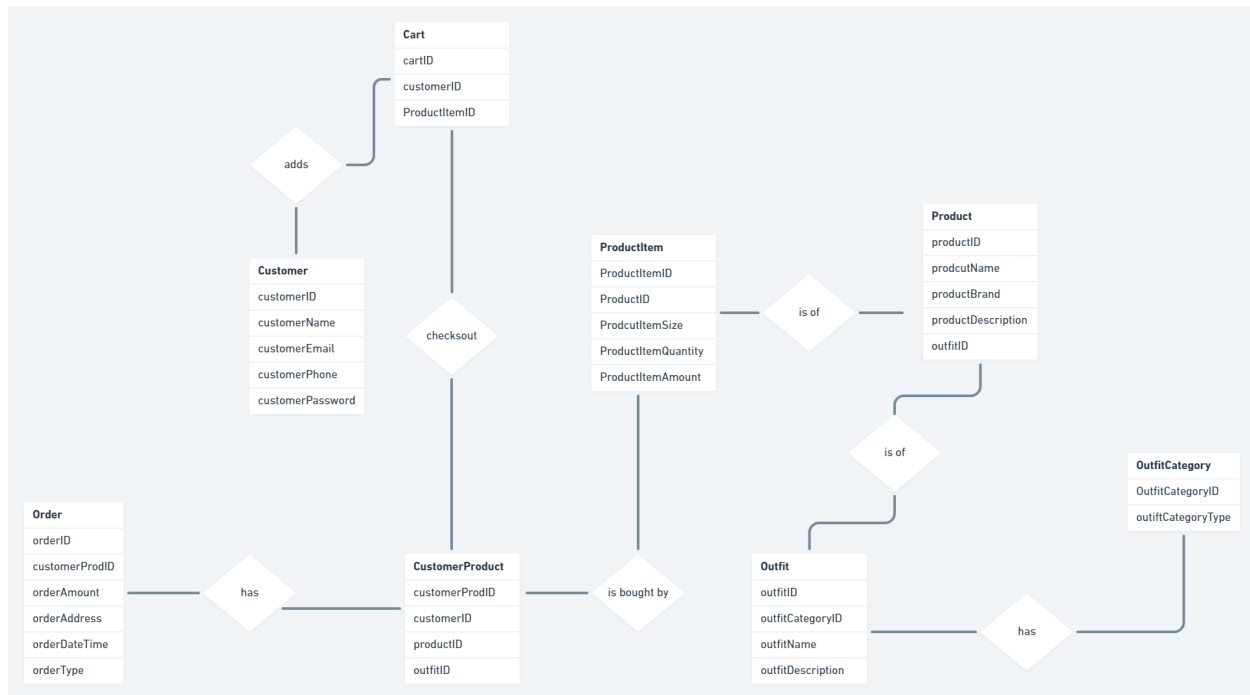 Cart
cartID
customerID
ProductItemID
adds
Customer
customerID
customerName
customerEmail
customerPhone
customerPassword
checksout
ProductItem
ProductItemID
ProductID
ProdcutItemSize
ProductItemQuantity
ProductItemAmount
is of
Product
productID
prodcutName
productBrand
productDescription
outfitID
is of
OutfitCategory
OutfitCategoryID
outiftCategoryType
Order
orderID
customerProdID
orderAmount
orderAddress
orderDateTime
orderType
has
CustomerProduct
customerProdID
customerID
productID
outfitID
is bought by
Outfit
outfitID
outfitCategoryID
outfitName
outfitDescription
has